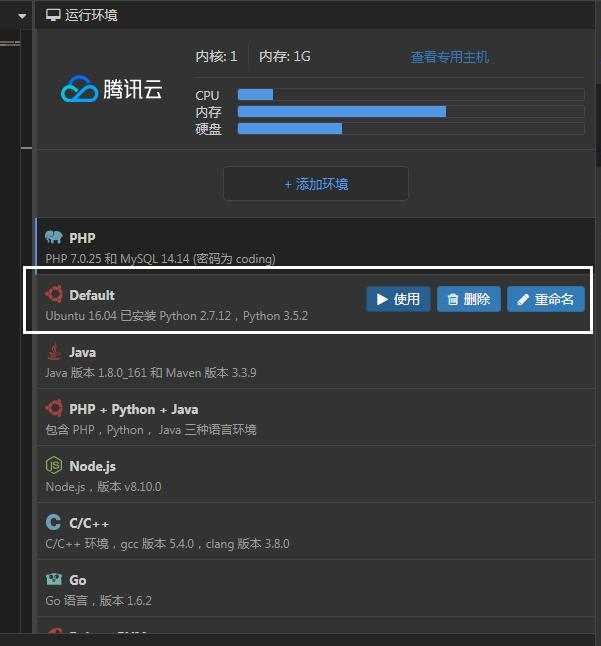 运行环境
内核: 1 内存: 1G 查看专用主机
腾讯云
CPU
内存
硬盘
+ 添加环境
PHP
PHP 7.0.25 和 MySQL 14.14 (密码为 coding)
Default
使用 删除 重命名
Ubuntu 16.04 已安装 Python 2.7.12，Python 3.5.2
Java
Java 版本 1.8.0_161 和 Maven 版本 3.3.9
PHP + Python + Java
包含 PHP，Python， Java 三种语言环境
Node.js
Node.js，版本 v8.10.0
C/C++
C/C++ 环境，gcc 版本 5.4.0，clang 版本 3.8.0
Go
Go 语言，版本 1.6.2